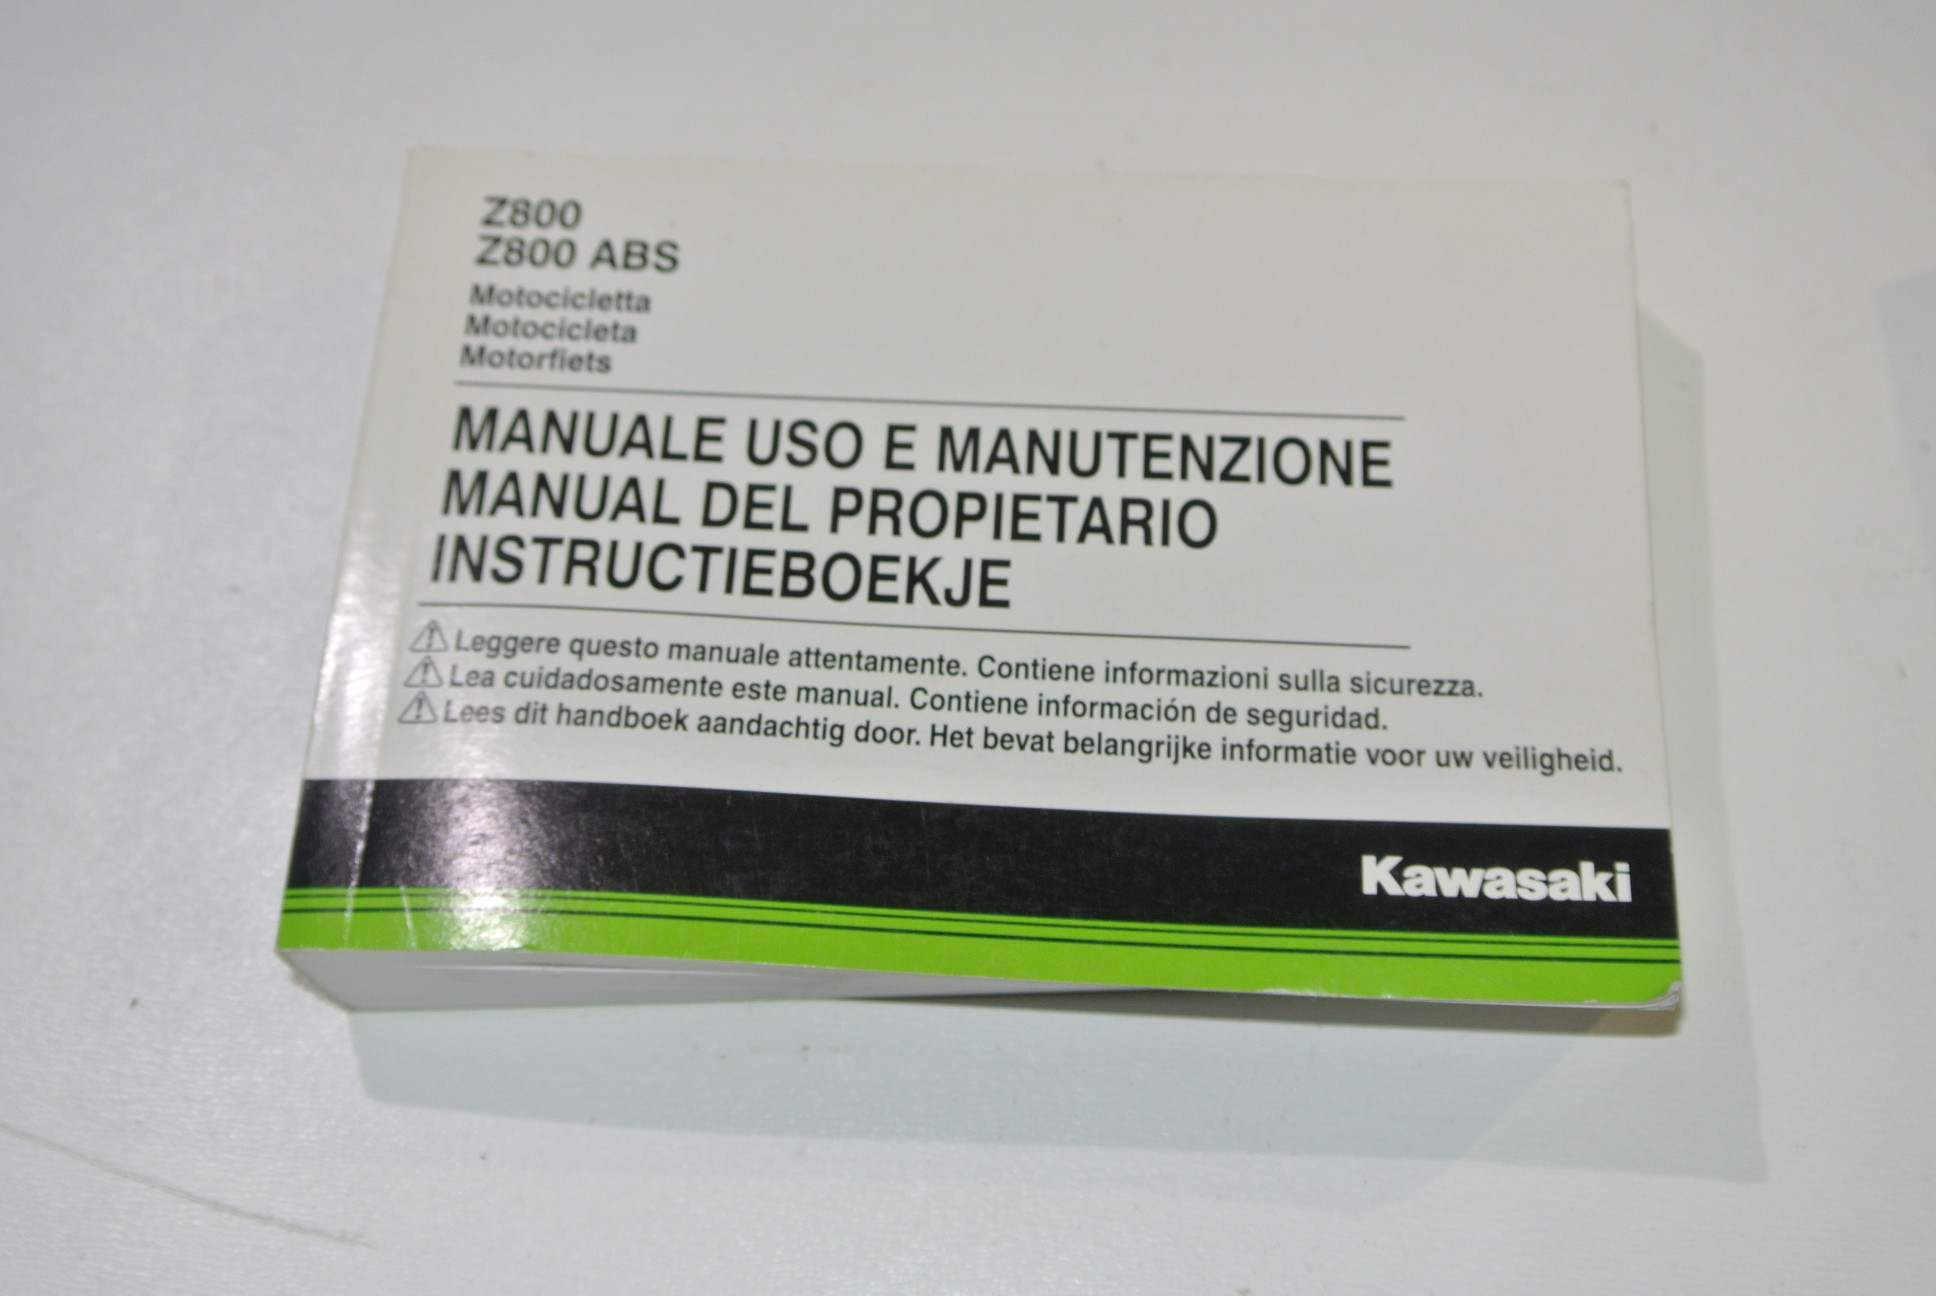 Z800
Z800 ABS
Motocicletta
Motocicleta
Motorfiets
MANUALE USO E MANUTENZIONE
MANUAL DEL PROPIETARIO
INSTRUCTIEBOEKJE
Leggere questo manuale attentamente. Contiene informazioni sulla sicurezza.
Lea cuidadosamente este manual. Contiene información de seguridad.
Lees dit handboek aandachtig door. Het bevat belangrijke informatie voor uw veiligheid.
Kawasaki